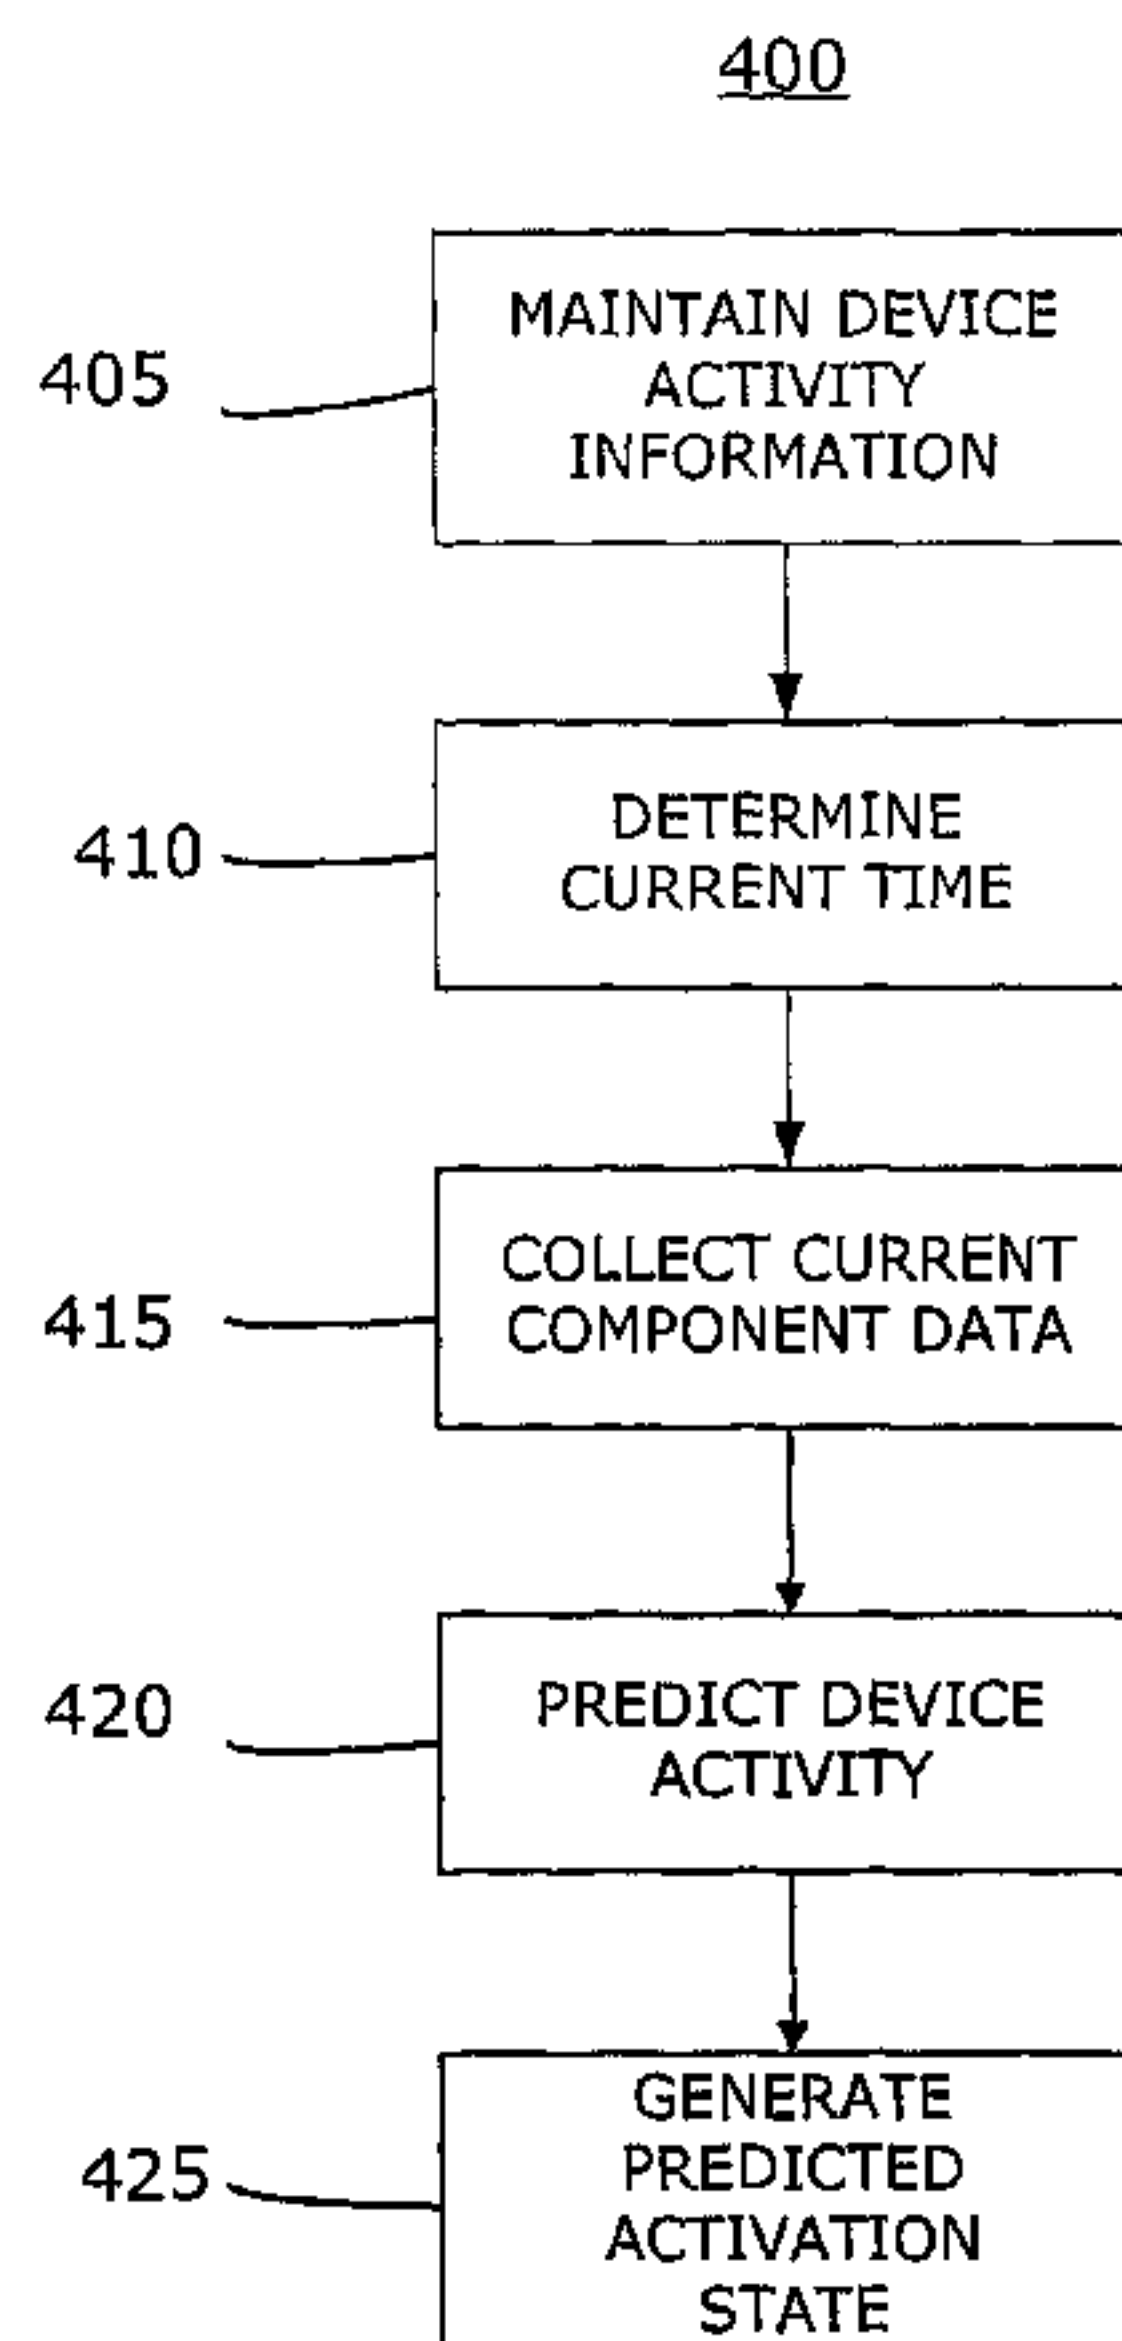 400
405
MAINTAIN DEVICE
ACTIVITY
INFORMATION
410
DETERMINE
CURRENT TIME
415
COLLECT CURRENT
COMPONENT DATA
420
PREDICT DEVICE
ACTIVITY
425
GENERATE
PREDICTED
ACTIVATION
STATE